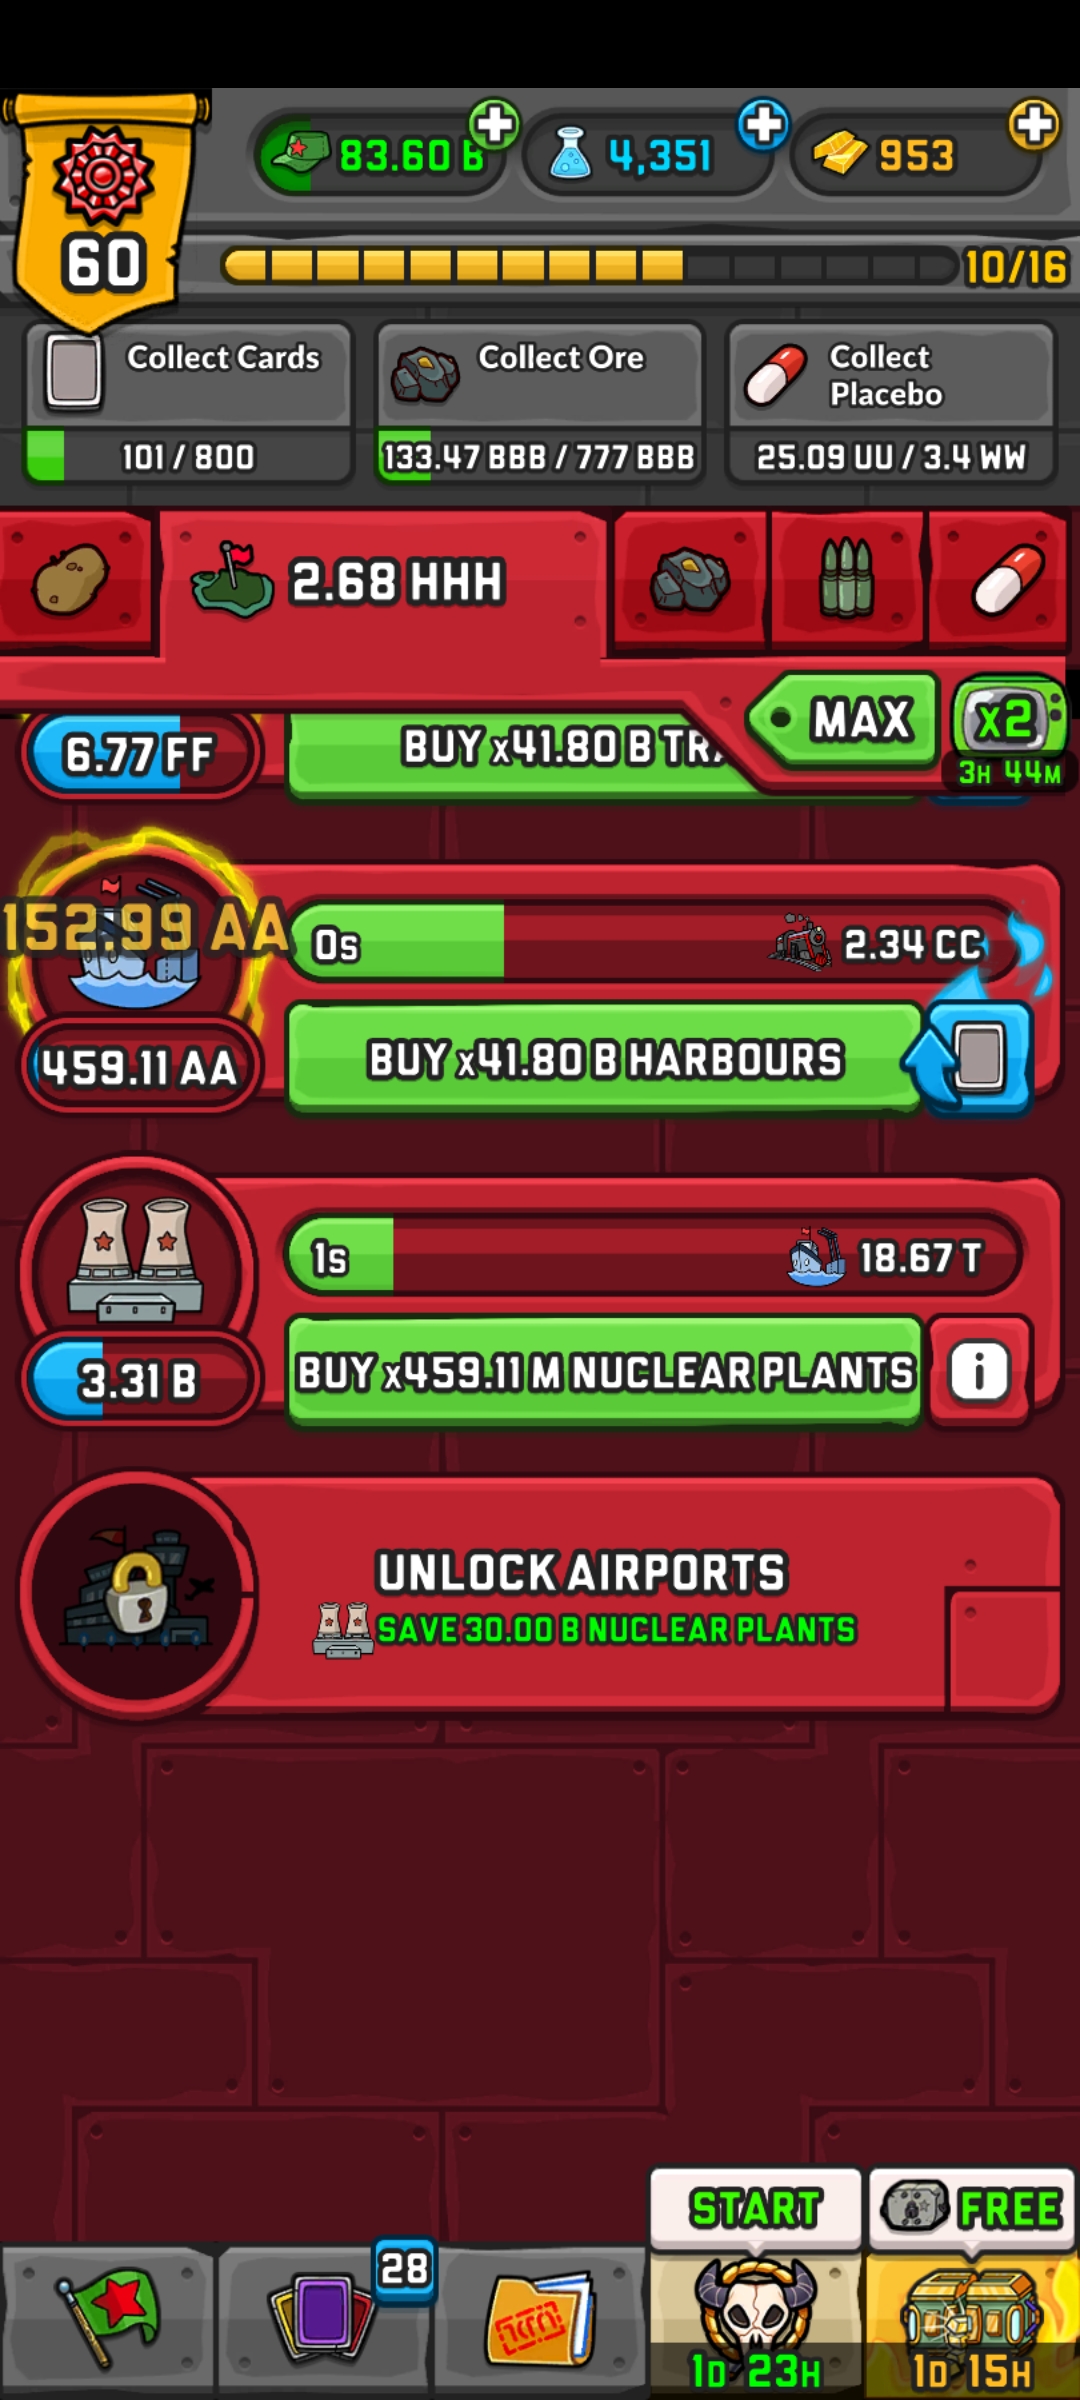 83.60 B
4,351
953
60
10/16
Collect Cards
101 / 800
Collect Ore
133.47 BBB / 777 BBB
Collect
Placebo
25.09 UU / 3.4 WW
2.68 HHH
MAX
x2
3H 44M
6.77 FF
BUY x41.80 B TRA
152.99 AA
0s
2.34 CC
459.11 AA
BUY x41.80 B HARBOURS
1s
18.67 T
3.31 B
BUY x459.11 M NUCLEAR PLANTS
i
UNLOCK AIRPORTS
SAVE 30.00 B NUCLEAR PLANTS
START
FREE
28
1D 23H
1D 15H